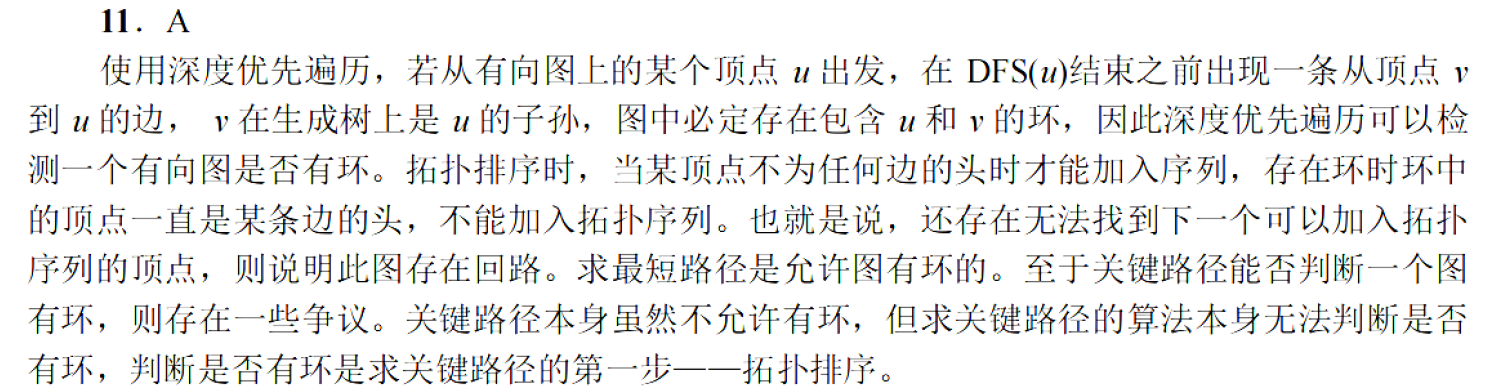 11. A
使用深度优先遍历，若从有向图上的某个顶点 u 出发，在 DFS(u)结束之前出现一条从顶点 v
到 u 的边， v 在生成树上是 u 的子孙，图中必定存在包含 u 和 v 的环，因此深度优先遍历可以检
测一个有向图是否有环。拓扑排序时，当某顶点不为任何边的头时才能加入序列，存在环时环中
的顶点一直是某条边的头，不能加入拓扑序列。也就是说，还存在无法找到下一个可以加入拓扑
序列的顶点，则说明此图存在回路。求最短路径是允许图有环的。至于关键路径能否判断一个图
有环，则存在一些争议。关键路径本身虽然不允许有环，但求关键路径的算法本身无法判断是否
有环，判断是否有环是求关键路径的第一步——拓扑排序。